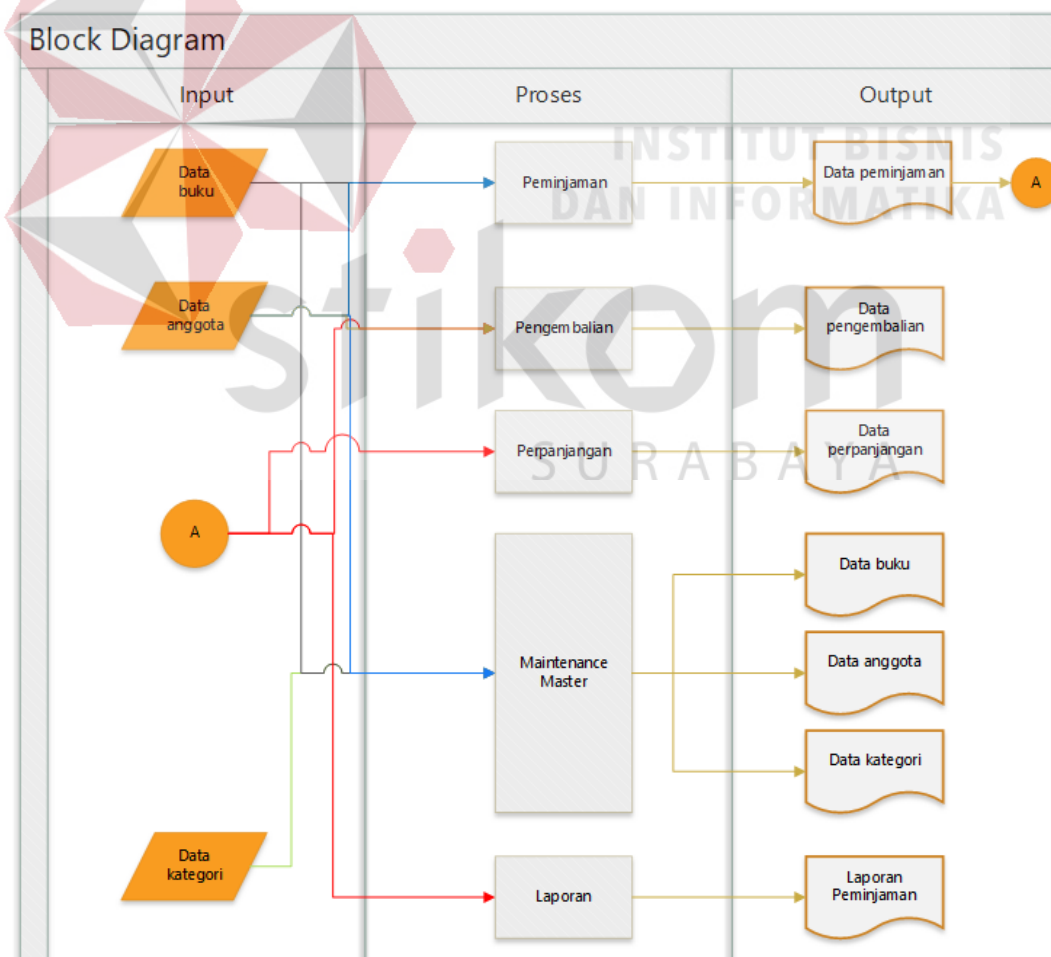 Block Diagram
Input
Proses
Output
INSTITUT BISNIS
DAN INFORMATIKA
stikom
SURABAYA
Data
buku
Peminjaman
Data peminjaman
A
Data
anggota
Pengembalian
Data
pengembalian
Perpanjangan
Data
perpanjangan
A
Maintenance
Master
Data buku
Data anggota
Data kategori
Data
kategori
Laporan
Laporan
Peminjaman